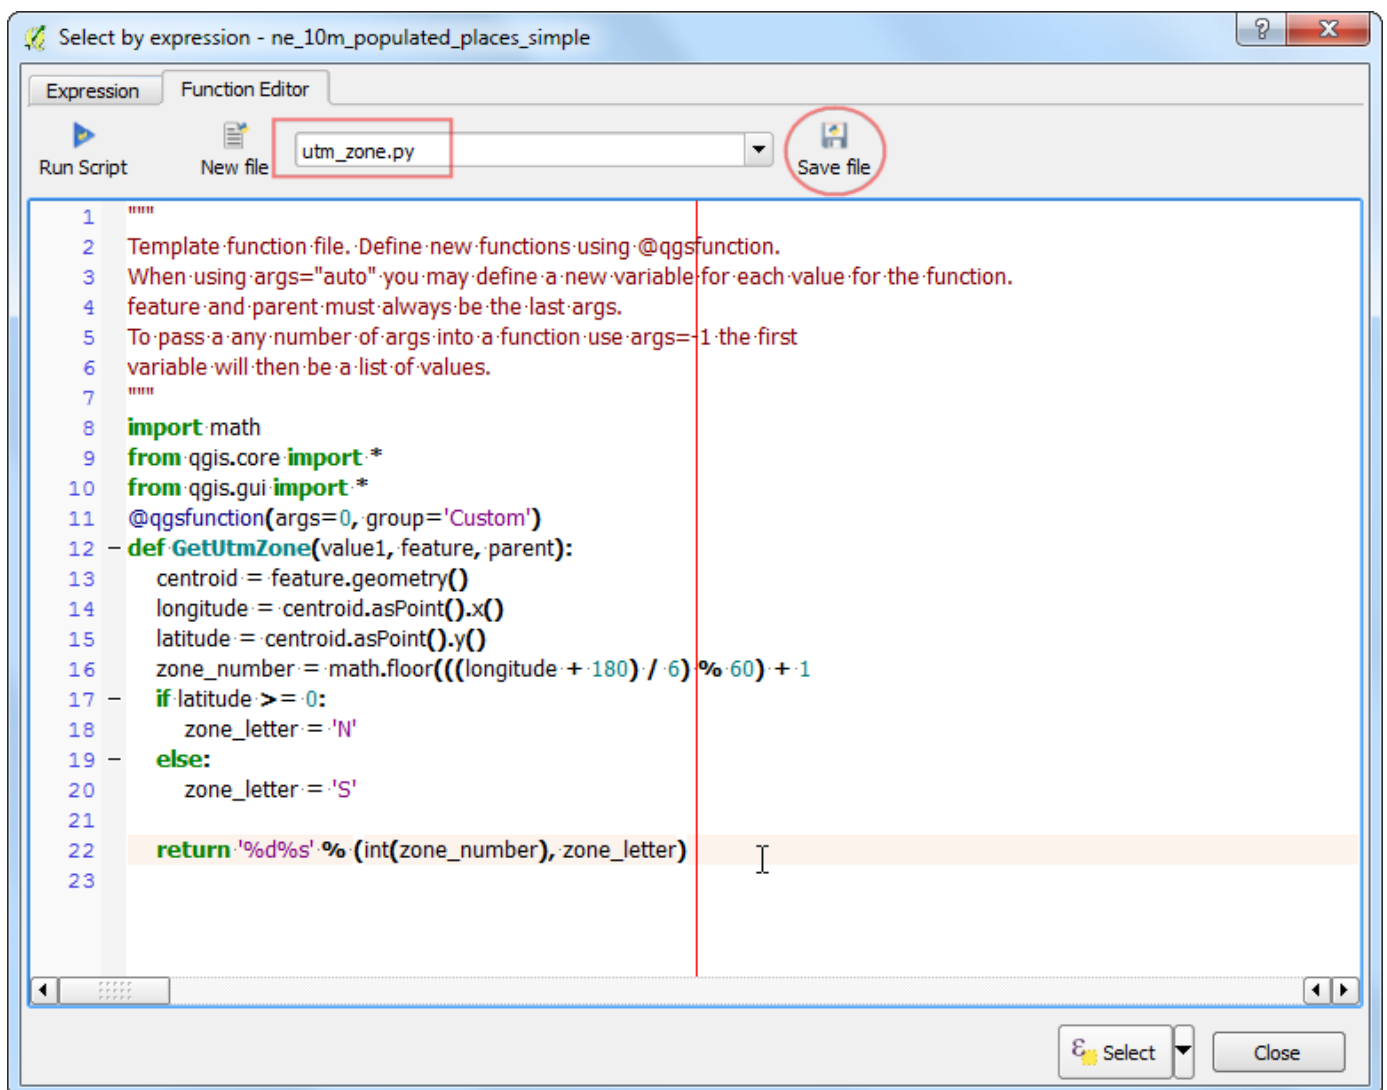 Select by expression - ne_10m_populated_places_simple
?
X
Expression
Function Editor
Run Script
New file
utm_zone.py
Save file
1 """
2 Template function file. Define new functions using @qgsfunction.
3 When using args="auto" you may define a new variable for each value for the function.
4 feature and parent must always be the last args.
5 To pass a any number of args into a function use args=-1 the first
6 variable will then be a list of values.
7 """
8 import math
9 from qgis.core import *
10 from qgis.gui import *
11 @qgsfunction(args=0, group='Custom')
12 def GetUtmZone(value1, feature, parent):
13     centroid = feature.geometry()
14     longitude = centroid.asPoint().x()
15     latitude = centroid.asPoint().y()
16     zone_number = math.floor(((longitude + 180) / 6) % 60) + 1
17     if latitude >= 0:
18         zone_letter = 'N'
19     else:
20         zone_letter = 'S'
21
22     return '%d%s' % (int(zone_number), zone_letter)
23
ε Select
Close